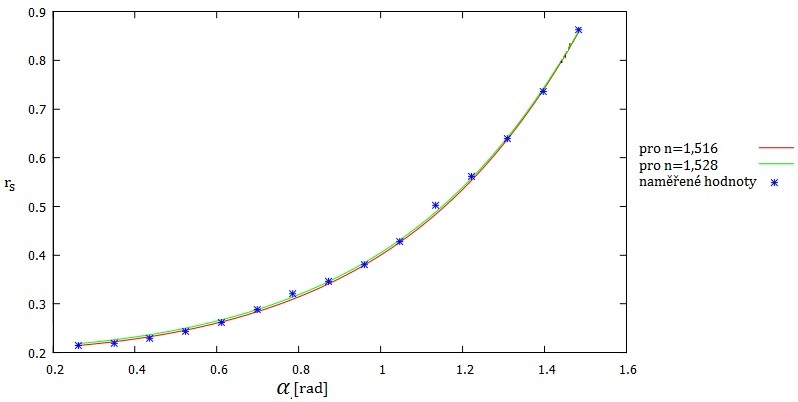 0.9
0.8
0.7
0.6
0.5
0.4
0.3
0.2
rs
0.2 0.4 0.6 0.8 1 1.2 1.4 1.6
α [rad]
pro n=1,516
pro n=1,528
naměřené hodnoty